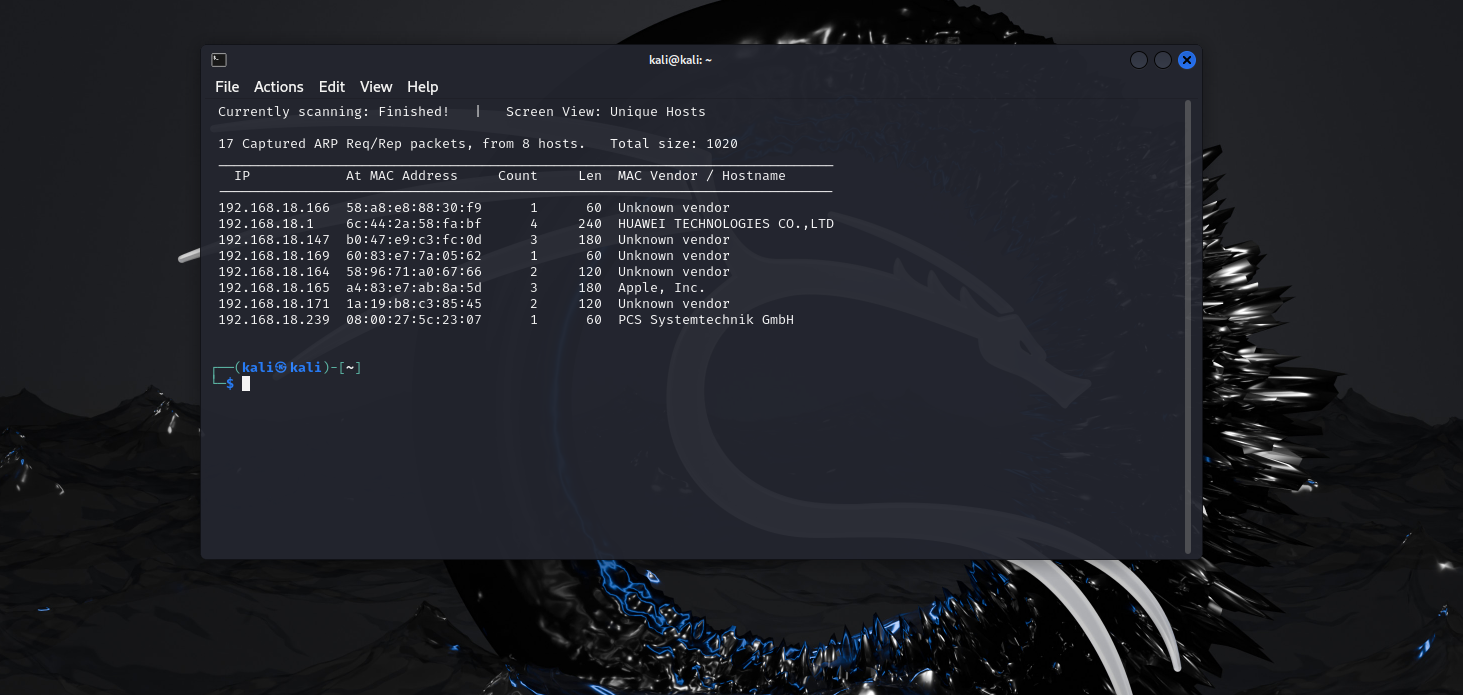 kali@kali: ~
File Actions Edit View Help
Currently scanning: Finished! | Screen View: Unique Hosts
17 Captured ARP Req/Rep packets, from 8 hosts. Total size: 1020
IP At MAC Address Count Len MAC Vendor / Hostname
192.168.18.166 58:a8:e8:88:30:f9 1 60 Unknown vendor
192.168.18.1 6c:44:2a:58:fa:bf 4 240 HUAWEI TECHNOLOGIES CO.,LTD
192.168.18.147 b0:47:e9:c3:fc:0d 3 180 Unknown vendor
192.168.18.169 60:83:e7:7a:05:62 1 60 Unknown vendor
192.168.18.164 58:96:71:a0:67:66 2 120 Unknown vendor
192.168.18.165 a4:83:e7:ab:8a:5d 3 180 Apple, Inc.
192.168.18.171 1a:19:b8:c3:85:45 2 120 Unknown vendor
192.168.18.239 08:00:27:5c:23:07 1 60 PCS Systemtechnik GmbH
┌──(kali㉿kali)-[~]
└─$